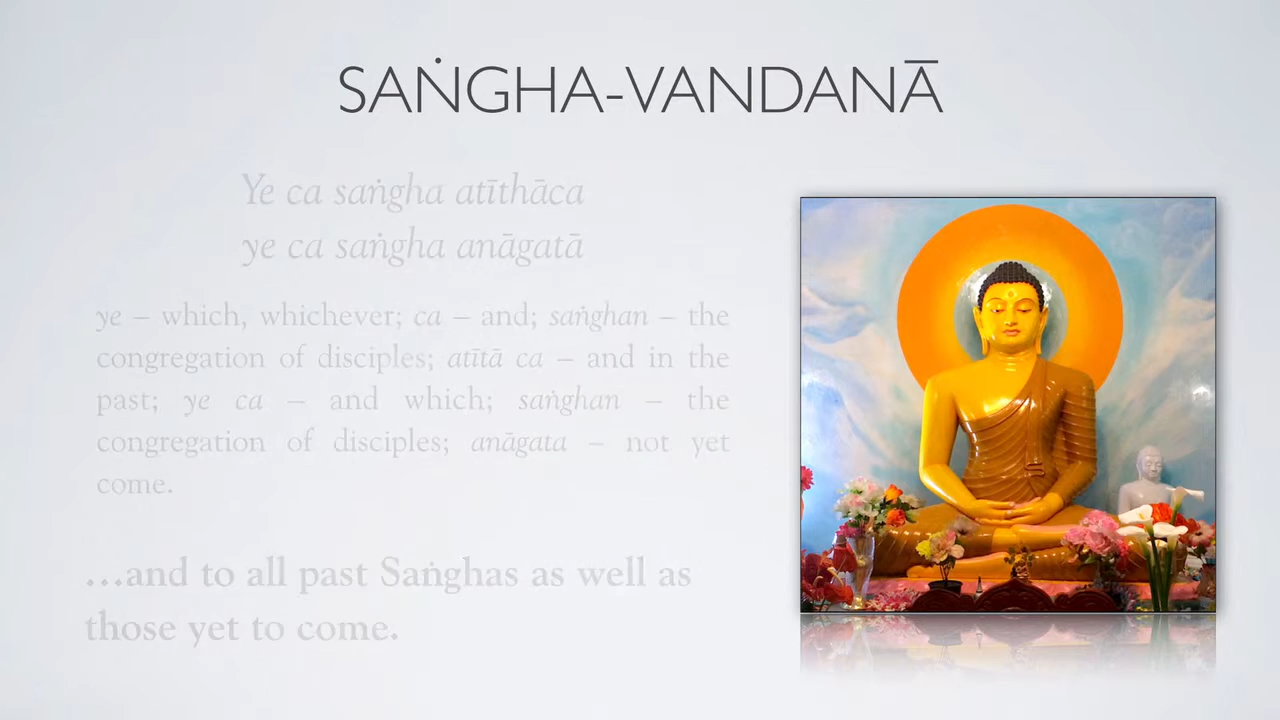 SAṄGHA-VANDANĀ
Ye ca saṅgha atīthāca
ye ca saṅgha anāgatā
ye – which, whichever; ca – and; saṅghan – the
congregation of disciples; atītā ca – and in the
past; ye ca – and which; saṅghan – the
congregation of disciples; anāgata – not yet
come.
…and to all past Saṅghas as well as
those yet to come.